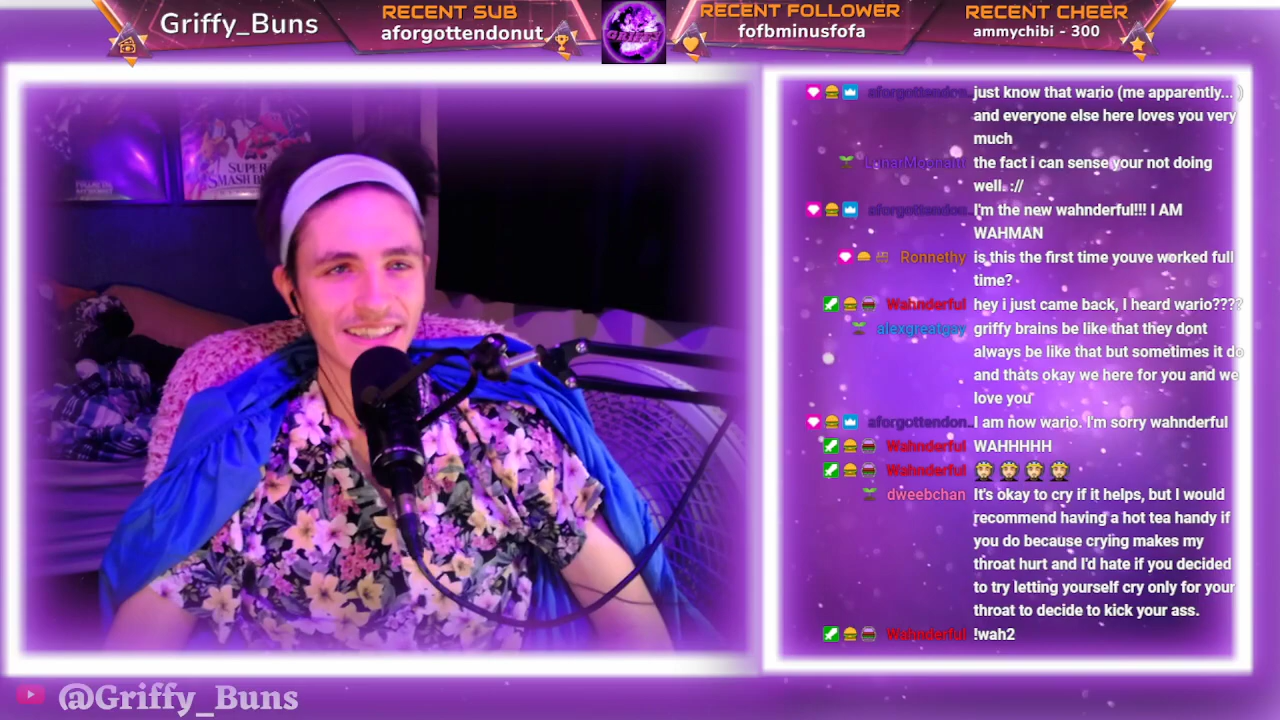 Griffy_Buns
RECENT SUB
aforgottendonut
RECENT FOLLOWER
fofbminusfofa
RECENT CHEER
ammychibi - 300
SUPER
SMASH
aforgottendon.. just know that wario (me apparently... )
and everyone else here loves you very
much
the fact i can sense your not doing
well. ://
aforgottendon.. I'm the new wahnderful!!! I AM
WAHMAN
Ronnethy is this the first time youve worked full
time?
Wahnderful hey i just came back, I heard wario????
alexgreatgay griffy brains be like that they dont
always be like that but sometimes it do
and thats okay we here for you and we
love you
aforgottendon.. I am now wario. I'm sorry wahnderful
Wahnderful WAHHHHH
Wahnderful
dweebchan It's okay to cry if it helps, but I would
recommend having a hot tea handy if
you do because crying makes my
throat hurt and I'd hate if you decided
to try letting yourself cry only for your
throat to decide to kick your ass.
Wahnderful !wah2
@Griffy_Buns